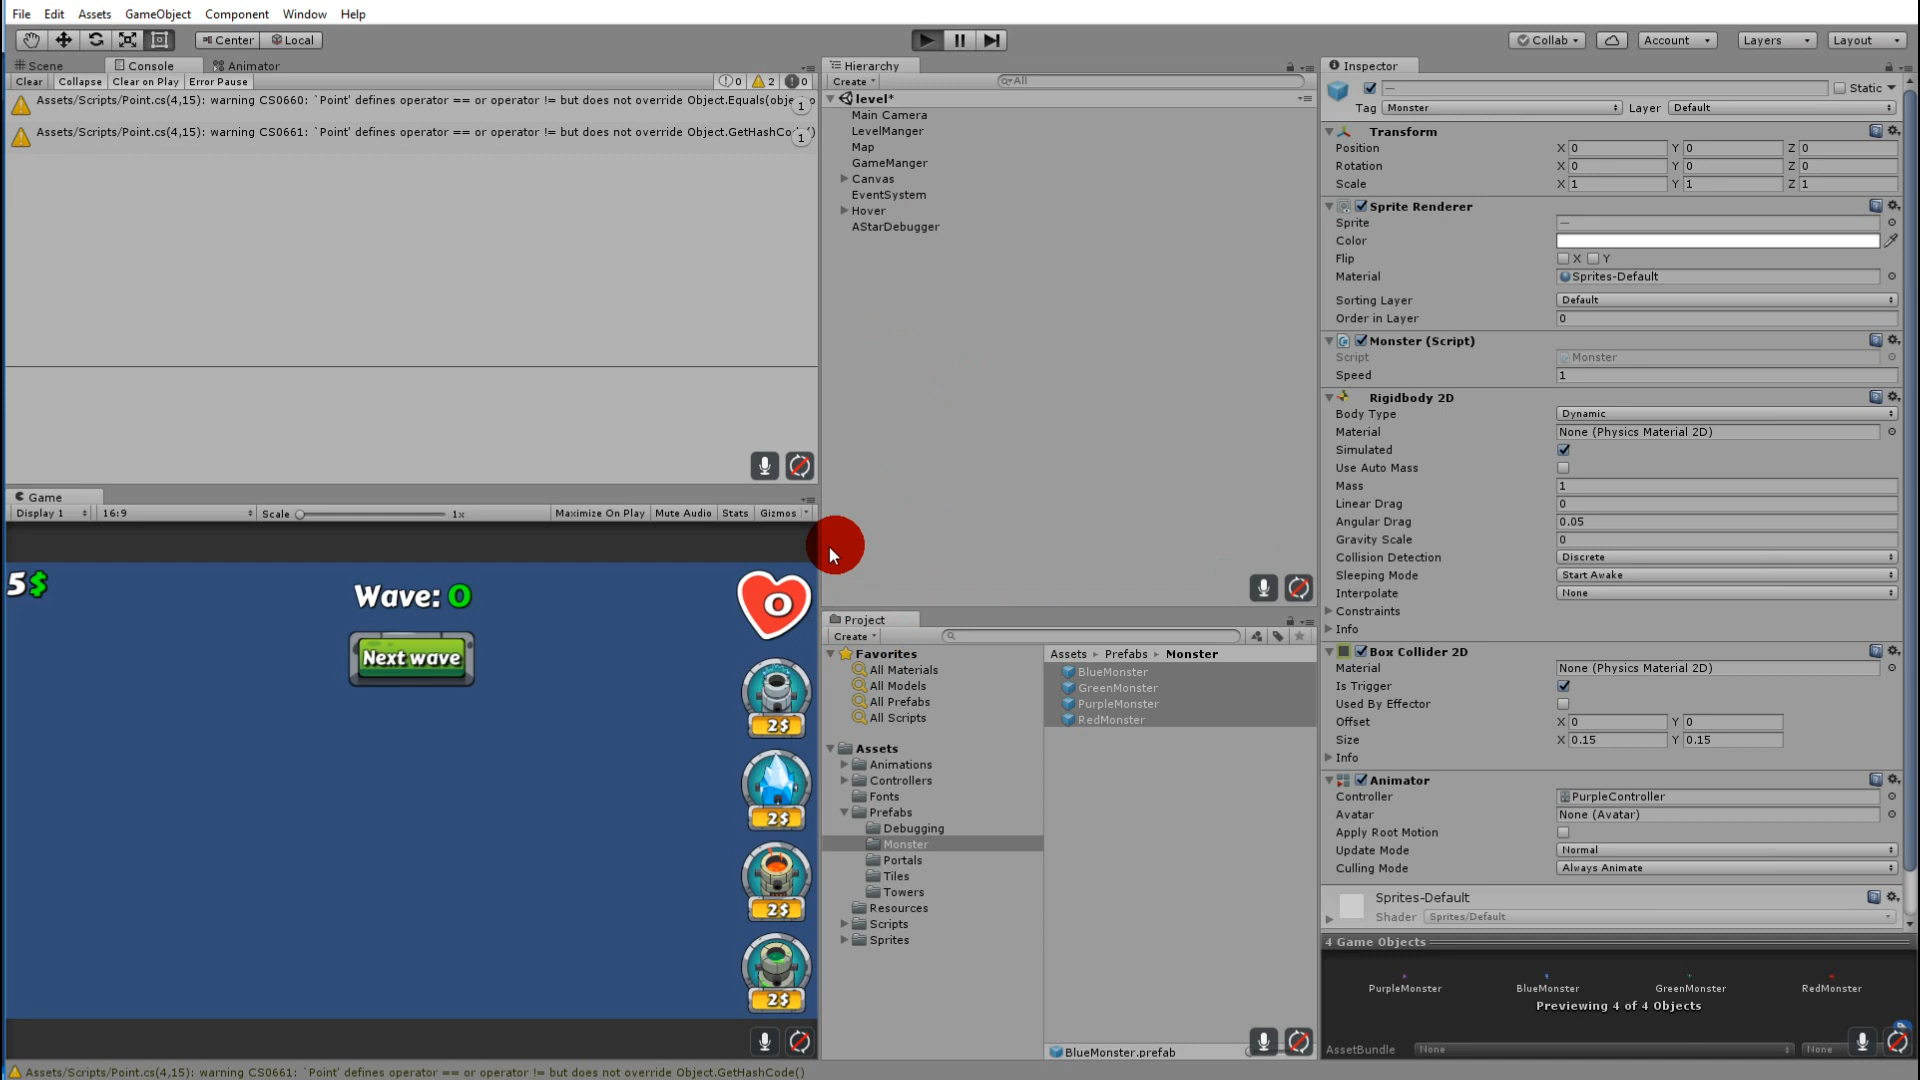 File Edit Assets GameObject Component Window Help
Center Local Collab Account Layers Layout
Scene Console Animator
Clear Collapse Clear on Play Error Pause 0 2 0
Assets/Scripts/Point.cs(4,15): warning CS0660: `Point' defines operator == or operator != but does not override Object.Equals(obje 1
Assets/Scripts/Point.cs(4,15): warning CS0661: `Point' defines operator == or operator != but does not override Object.GetHashCode() 1
Game
Display 1 16:9 Scale 1x Maximize On Play Mute Audio Stats Gizmos
5$
Wave: 0
0
Next wave
2$
2$
2$
2$
Hierarchy
Create All
level*
Main Camera
LevelManger
Map
GameManger
Canvas
EventSystem
Hover
AStarDebugger
Project
Create
Favorites
All Materials
All Models
All Prefabs
All Scripts
Assets
Animations
Controllers
Fonts
Prefabs
Debugging
Monster
Portals
Tiles
Towers
Resources
Scripts
Sprites
Assets Prefabs Monster
BlueMonster
GreenMonster
PurpleMonster
RedMonster
BlueMonster.prefab
Inspector
— Static
Tag Monster Layer Default
Transform
Position X 0 Y 0 Z 0
Rotation X 0 Y 0 Z 0
Scale X 1 Y 1 Z 1
Sprite Renderer
Sprite —
Color
Flip X Y
Material Sprites-Default
Sorting Layer Default
Order in Layer 0
Monster (Script)
Script Monster
Speed 1
Rigidbody 2D
Body Type Dynamic
Material None (Physics Material 2D)
Simulated
Use Auto Mass
Mass 1
Linear Drag 0
Angular Drag 0.05
Gravity Scale 0
Collision Detection Discrete
Sleeping Mode Start Awake
Interpolate None
Constraints
Info
Box Collider 2D
Material None (Physics Material 2D)
Is Trigger
Used By Effector
Offset X 0 Y 0
Size X 0.15 Y 0.15
Info
Animator
Controller PurpleController
Avatar None (Avatar)
Apply Root Motion
Update Mode Normal
Culling Mode Always Animate
Sprites-Default
Shader Sprites/Default
4 Game Objects
PurpleMonster BlueMonster GreenMonster RedMonster
Previewing 4 of 4 Objects
AssetBundle None None
Assets/Scripts/Point.cs(4,15): warning CS0661: `Point' defines operator == or operator != but does not override Object.GetHashCode()